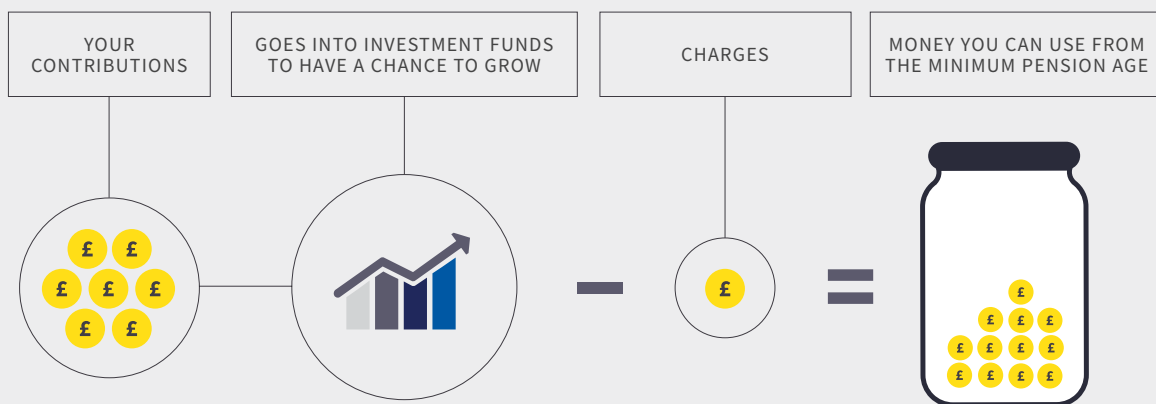 YOUR
CONTRIBUTIONS
GOES INTO INVESTMENT FUNDS
TO HAVE A CHANCE TO GROW
CHARGES
MONEY YOU CAN USE FROM
THE MINIMUM PENSION AGE
£ £
£ £ £
£ £
£
£
£ £ £
£ £ £ £
£ £ £ £